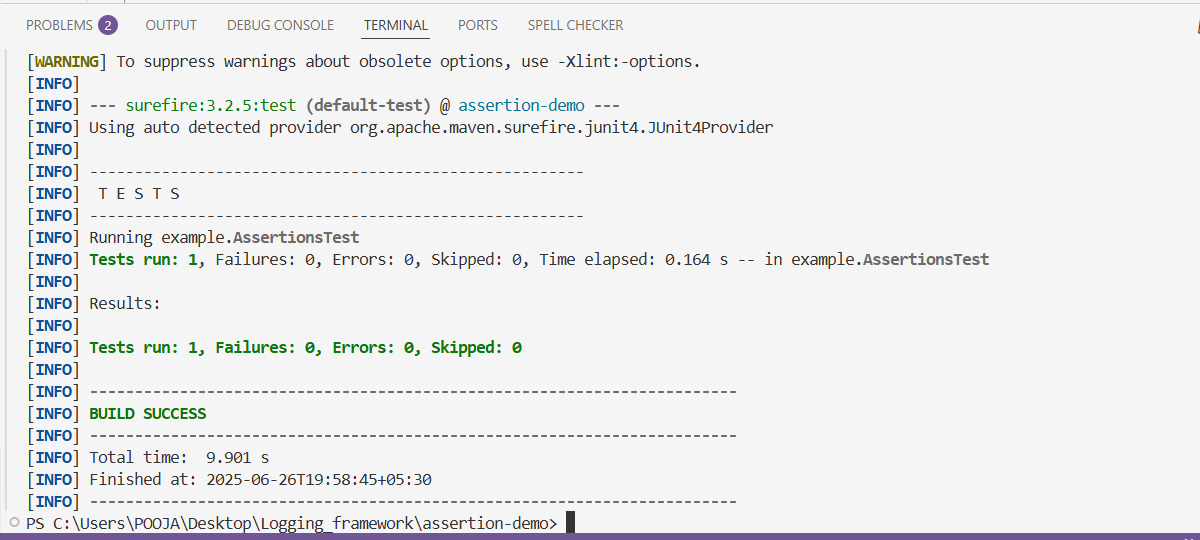 PROBLEMS 2 OUTPUT DEBUG CONSOLE TERMINAL PORTS SPELL CHECKER
[WARNING] To suppress warnings about obsolete options, use -Xlint:-options.
[INFO]
[INFO] --- surefire:3.2.5:test (default-test) @ assertion-demo ---
[INFO] Using auto detected provider org.apache.maven.surefire.junit4.JUnit4Provider
[INFO]
[INFO] -------------------------------------------------------
[INFO]  T E S T S
[INFO] -------------------------------------------------------
[INFO] Running example.AssertionsTest
[INFO] Tests run: 1, Failures: 0, Errors: 0, Skipped: 0, Time elapsed: 0.164 s -- in example.AssertionsTest
[INFO]
[INFO] Results:
[INFO]
[INFO] Tests run: 1, Failures: 0, Errors: 0, Skipped: 0
[INFO]
[INFO] ------------------------------------------------------------------------
[INFO] BUILD SUCCESS
[INFO] ------------------------------------------------------------------------
[INFO] Total time:  9.901 s
[INFO] Finished at: 2025-06-26T19:58:45+05:30
[INFO] ------------------------------------------------------------------------
PS C:\Users\POOJA\Desktop\Logging_framework\assertion-demo>